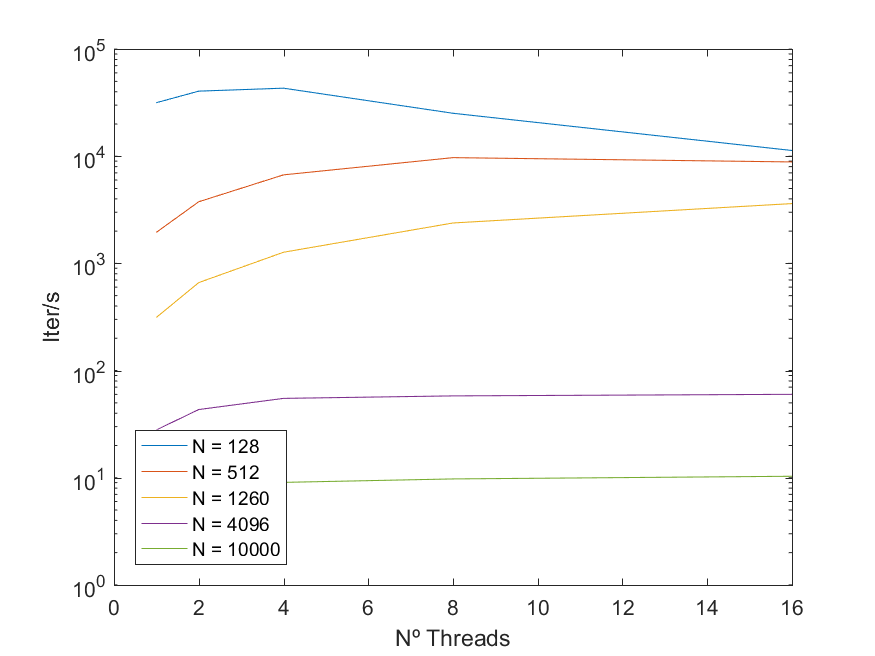 10^5
10^4
10^3
10^2
10^1
10^0
Iter/s
N = 128
N = 512
N = 1260
N = 4096
N = 10000
0 2 4 6 8 10 12 14 16
Nº Threads